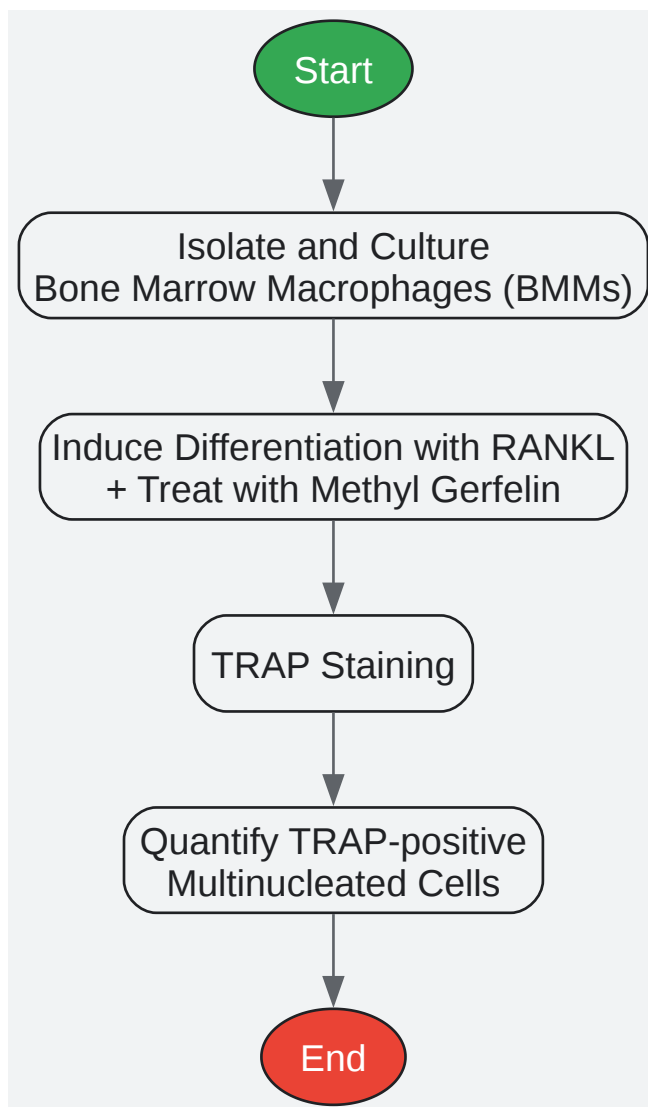 Start
Isolate and Culture
Bone Marrow Macrophages (BMMs)
Induce Differentiation with RANKL
+ Treat with Methyl Gerfelin
TRAP Staining
Quantify TRAP-positive
Multinucleated Cells
End